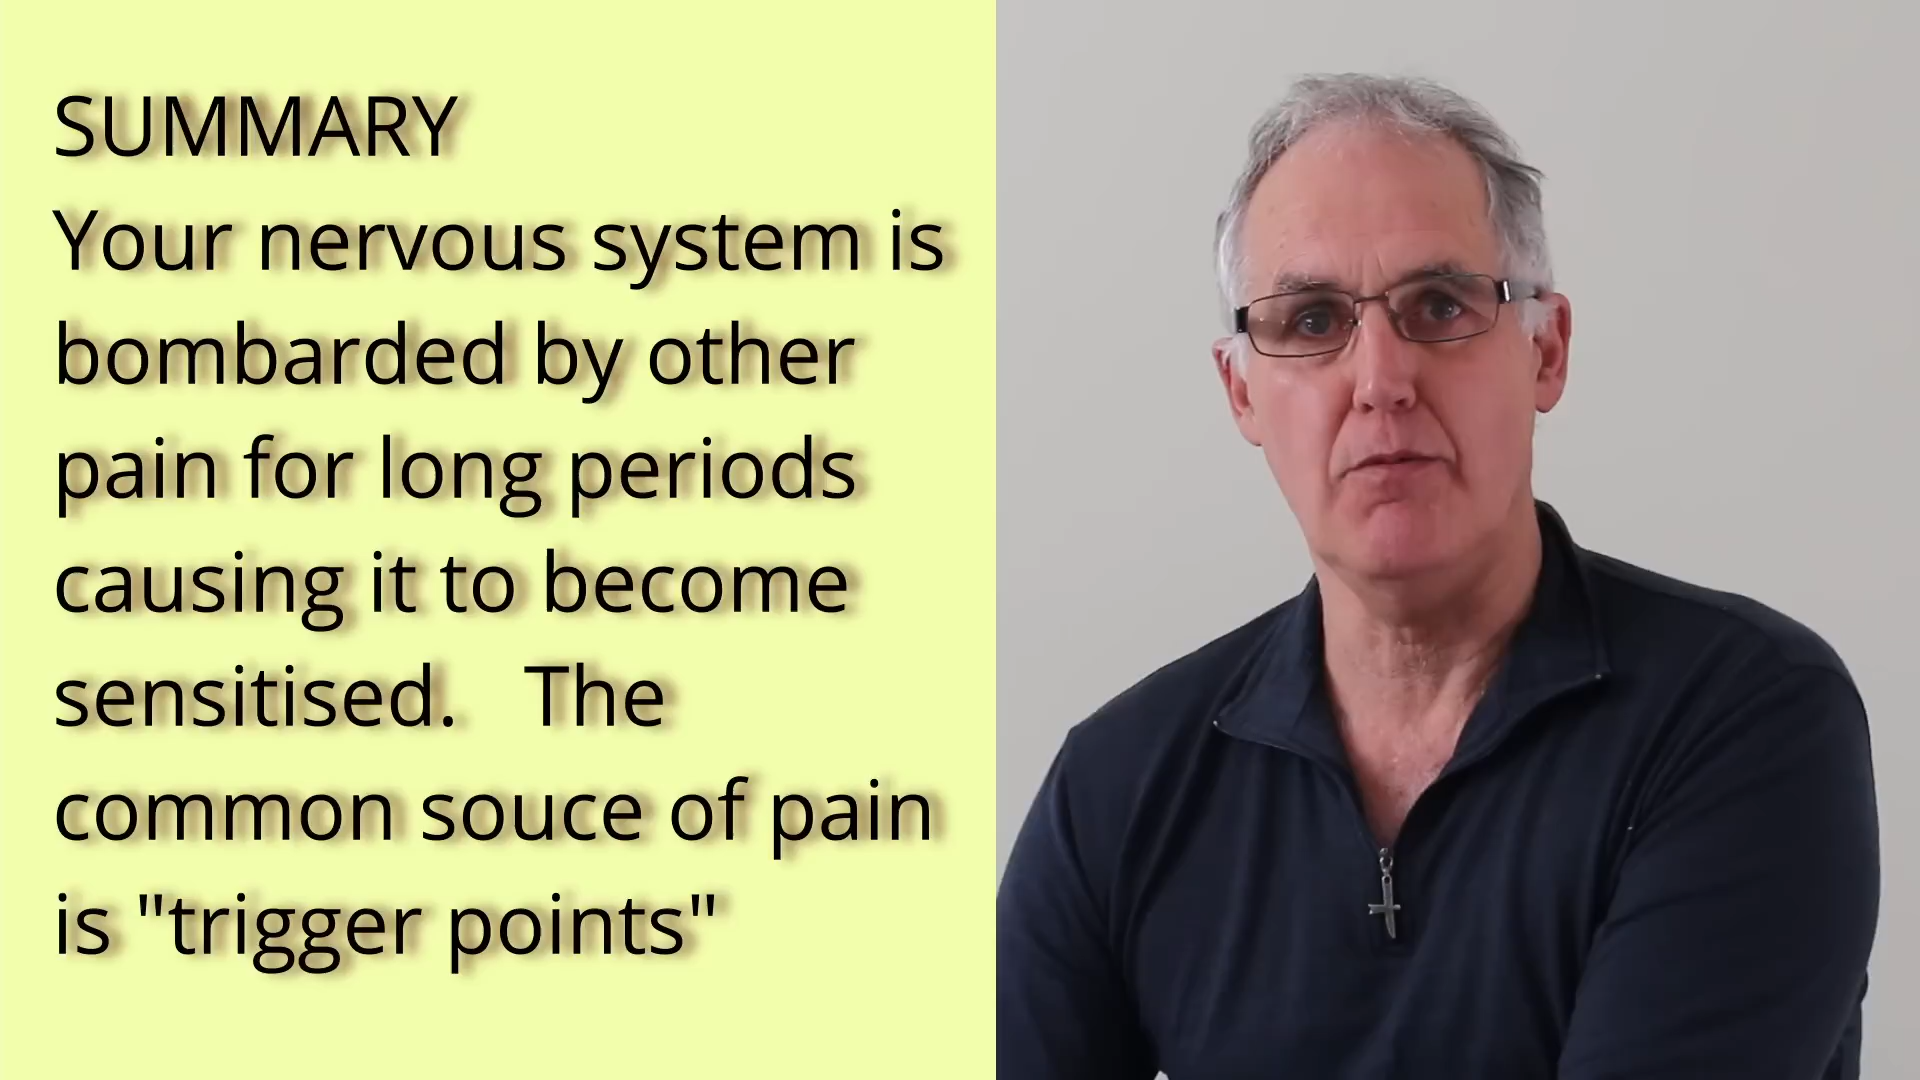 SUMMARY
Your nervous system is
bombarded by other
pain for long periods
causing it to become
sensitised.   The
common souce of pain
is "trigger points"